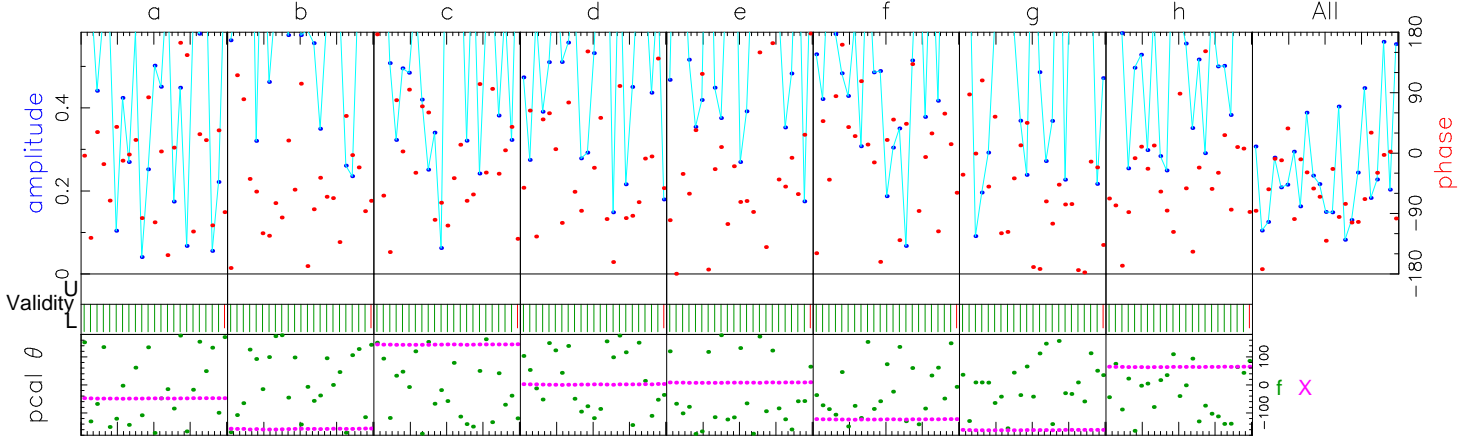 a b c d e f g h All
amplitude
0.4
0.2
0
180
90
0
−90
−180
phase
Validity
U
L
pcal θ
100
0
−100
f X